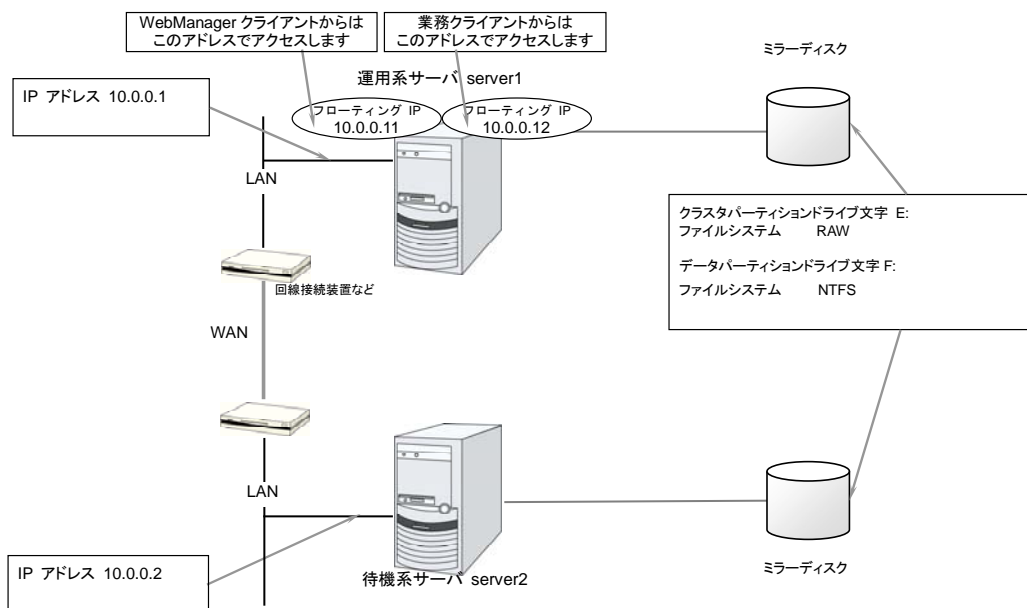 WebManager クライアントからは
このアドレスでアクセスします
業務クライアントからは
このアドレスでアクセスします
ミラーディスク
運用系サーバ server1
IP アドレス 10.0.0.1
フローティング IP
10.0.0.11
フローティング IP
10.0.0.12
LAN
クラスタパーティションドライブ文字 E:
ファイルシステム RAW
データパーティションドライブ文字 F:
ファイルシステム NTFS
回線接続装置など
WAN
LAN
IP アドレス 10.0.0.2
待機系サーバ server2
ミラーディスク